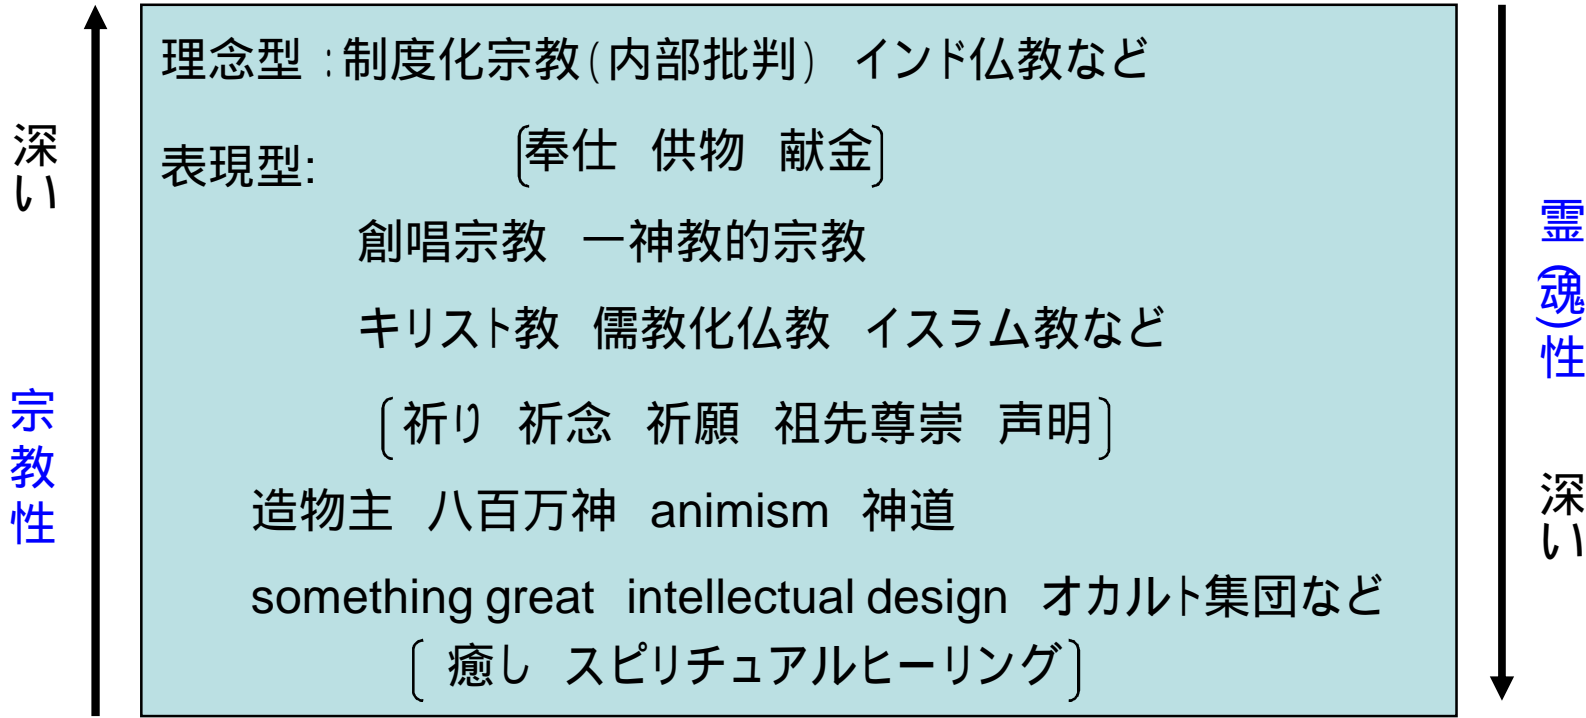 理念型：制度化宗教(内部批判)　インド仏教など
[奉仕　供物　献金]
表現型:
創唱宗教　一神教的宗教
キリスト教　儒教化仏教　イスラム教など
[祈り　祈念　祈願　祖先尊崇　声明]
造物主　八百万神　animism　神道
something great　intellectual design　オカルト集団など
[癒し　スピリチュアルヒーリング]
深い
宗教性
霊(魂)性
深い